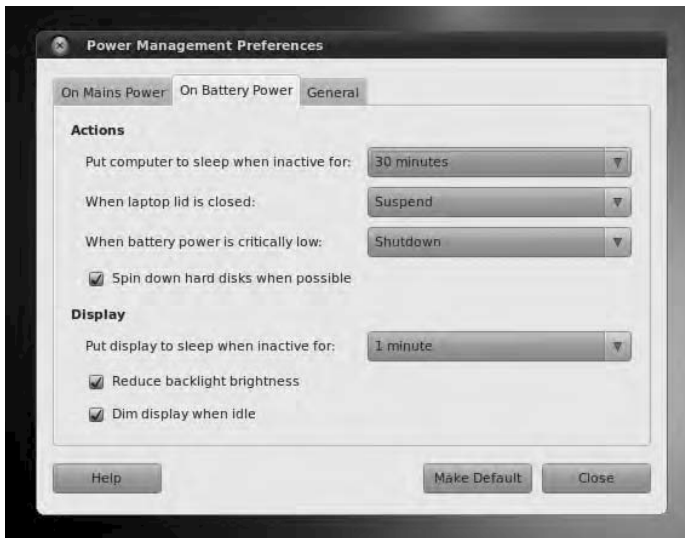 Power Management Preferences
On Mains Power On Battery Power General
Actions
Put computer to sleep when inactive for: 30 minutes
When laptop lid is closed: Suspend
When battery power is critically low: Shutdown
Spin down hard disks when possible
Display
Put display to sleep when inactive for: 1 minute
Reduce backlight brightness
Dim display when idle
Help Make Default Close